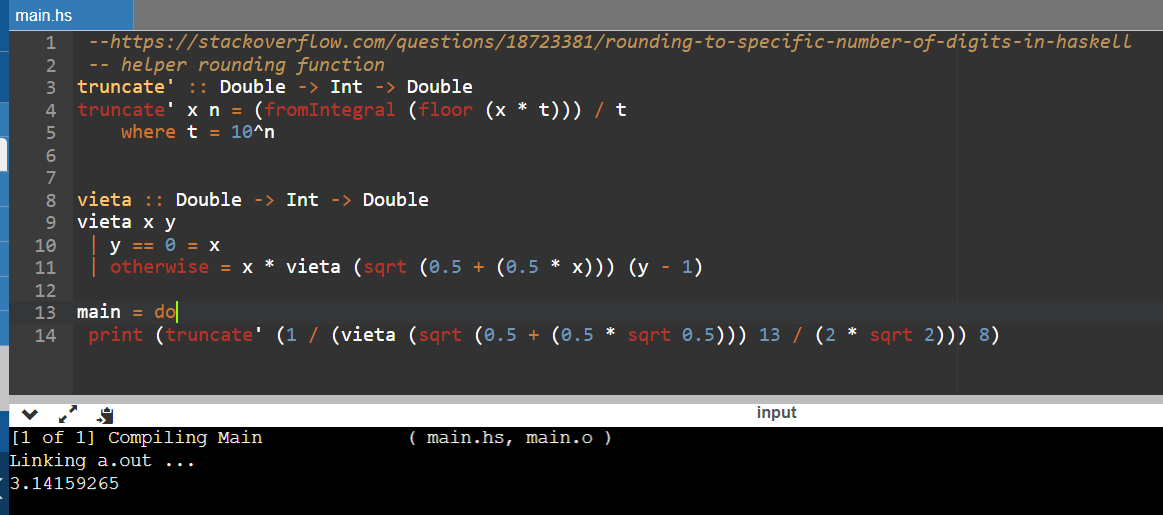 main.hs
1 --https://stackoverflow.com/questions/18723381/rounding-to-specific-number-of-digits-in-haskell
2 -- helper rounding function
3 truncate' :: Double -> Int -> Double
4 truncate' x n = (fromIntegral (floor (x * t))) / t
5 where t = 10^n
6
7
8 vieta :: Double -> Int -> Double
9 vieta x y
10 | y == 0 = x
11 | otherwise = x * vieta (sqrt (0.5 + (0.5 * x))) (y - 1)
12
13 main = do
14 print (truncate' (1 / (vieta (sqrt (0.5 + (0.5 * sqrt 0.5))) 13 / (2 * sqrt 2))) 8)
input
[1 of 1] Compiling Main ( main.hs, main.o )
Linking a.out ...
3.14159265